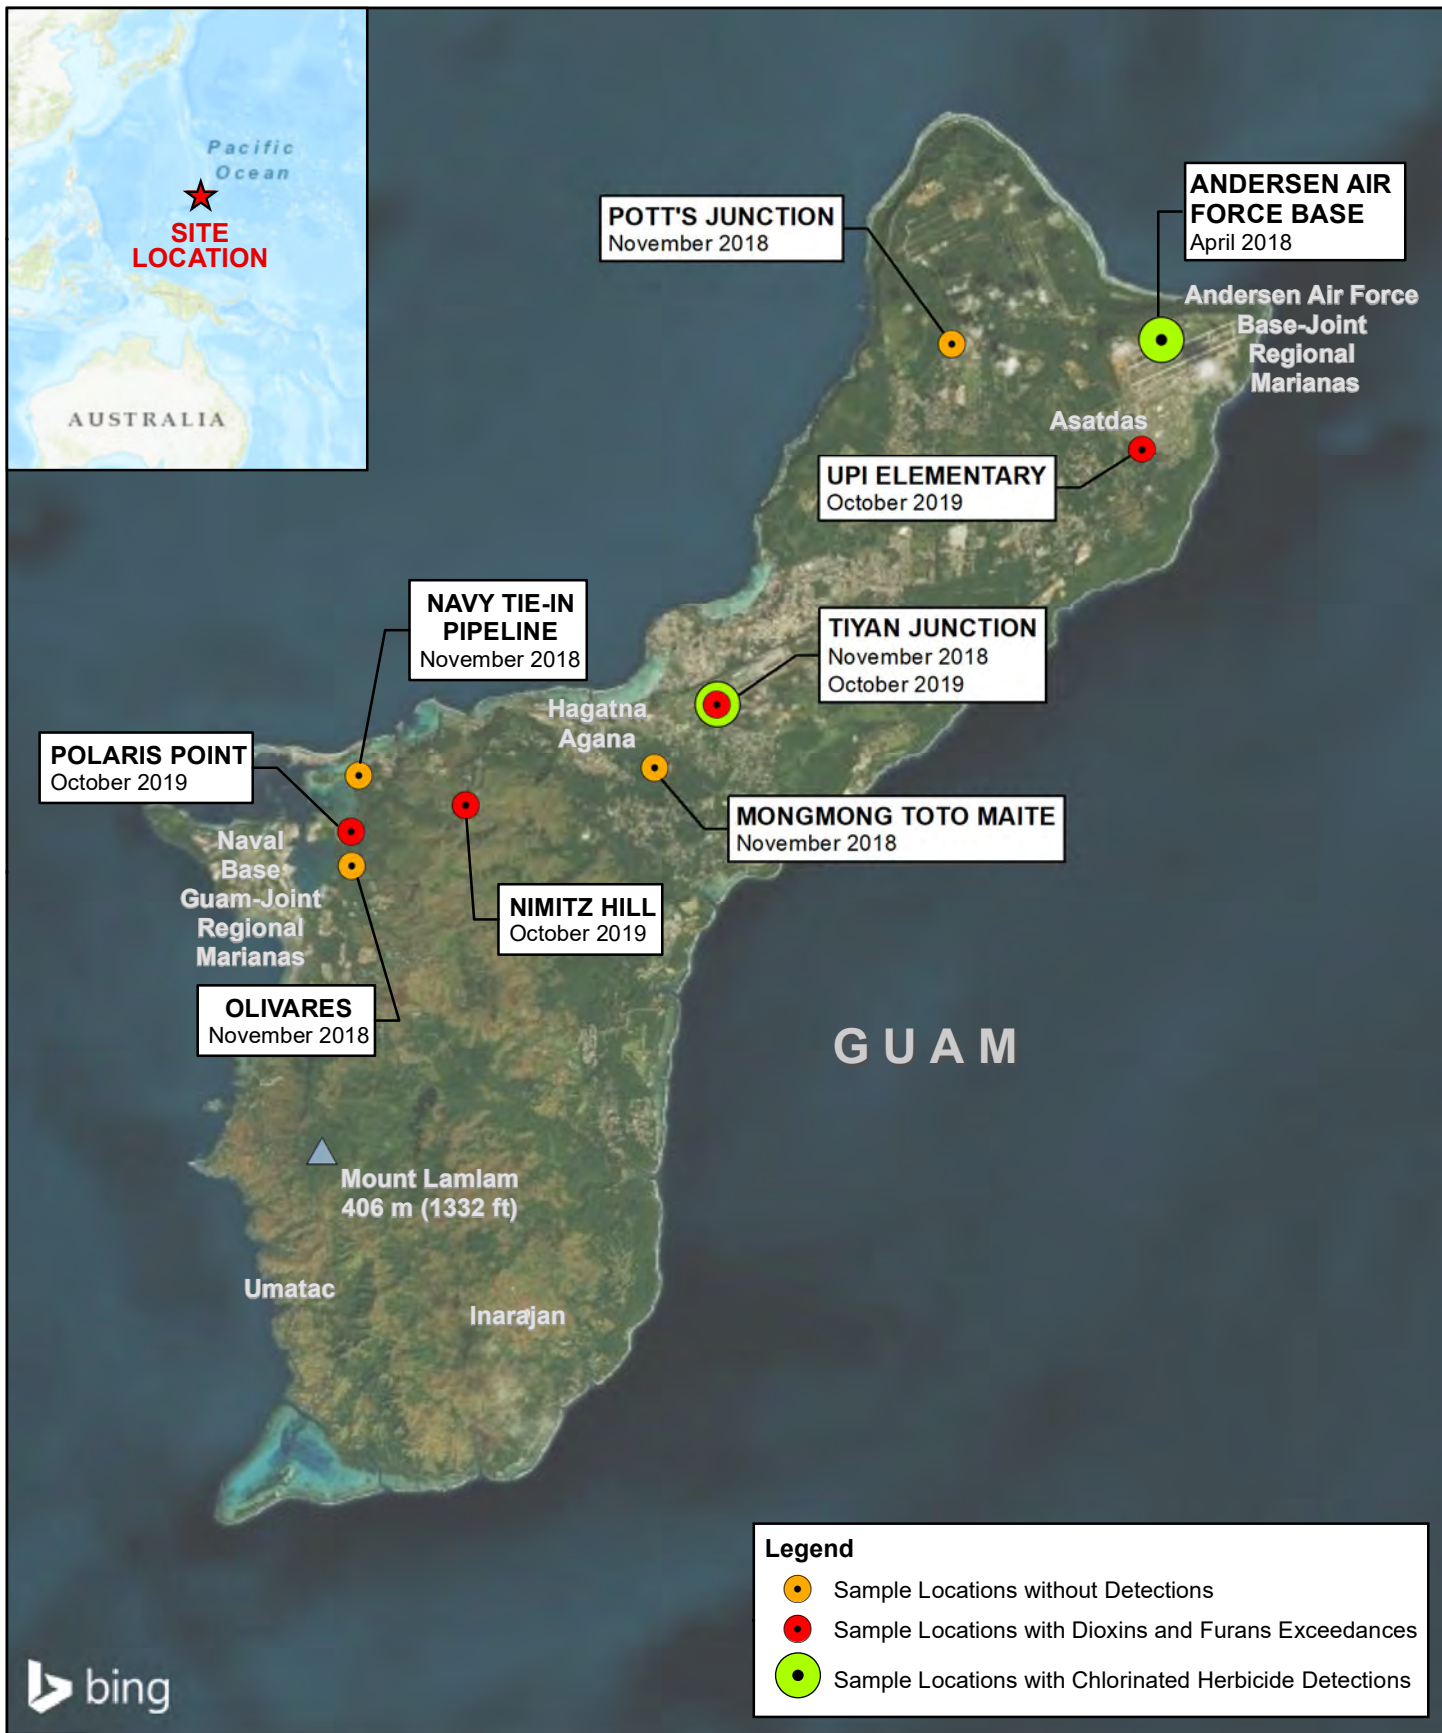 Pacific
Ocean
SITE
LOCATION
AUSTRALIA
POTT'S JUNCTION
November 2018
ANDERSEN AIR
FORCE BASE
April 2018
Andersen Air Force
Base-Joint
Regional
Marianas
Asatdas
UPI ELEMENTARY
October 2019
NAVY TIE-IN
PIPELINE
November 2018
TIYAN JUNCTION
November 2018
October 2019
Hagatna
Agana
POLARIS POINT
October 2019
MONGMONG TOTO MAITE
November 2018
Naval
Base
Guam-Joint
Regional
Marianas
NIMITZ HILL
October 2019
OLIVARES
November 2018
GUAM
Mount Lamlam
406 m (1332 ft)
Umatac
Inarajan
Legend
Sample Locations without Detections
Sample Locations with Dioxins and Furans Exceedances
Sample Locations with Chlorinated Herbicide Detections
bing